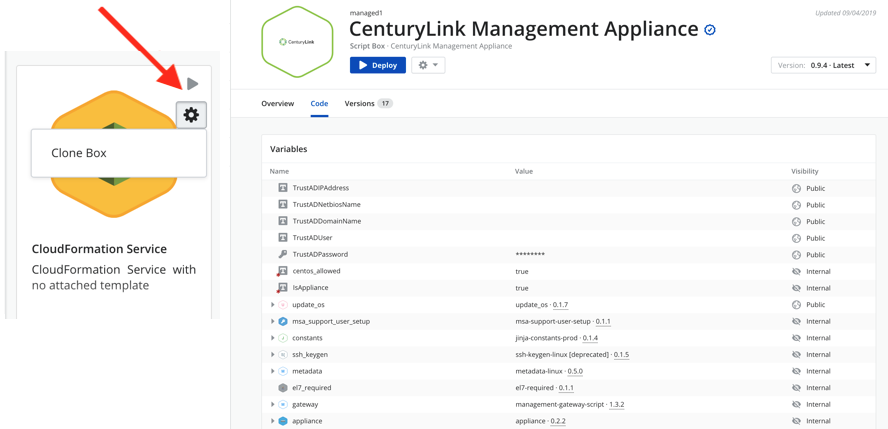 Clone Box
CloudFormation Service
CloudFormation Service with
no attached template
managed1
Updated 09/04/2019
CenturyLink
CenturyLink Management Appliance
Script Box · CenturyLink Management Appliance
Deploy
Version: 0.9.4 · Latest
Overview Code Versions 17
Variables
Name Value Visibility
TrustADIPAddress Public
TrustADNetbiosName Public
TrustADDomainName Public
TrustADUser Public
TrustADPassword ******** Public
centos_allowed true Internal
IsAppliance true Internal
update_os update_os · 0.1.7 Public
msa_support_user_setup msa-support-user-setup · 0.1.1 Internal
constants jinja-constants-prod · 0.1.4 Internal
ssh_keygen ssh-keygen-linux [deprecated] · 0.1.5 Internal
metadata metadata-linux · 0.5.0 Internal
el7_required el7-required · 0.1.1 Internal
gateway management-gateway-script · 1.3.2 Internal
appliance appliance · 0.2.2 Internal